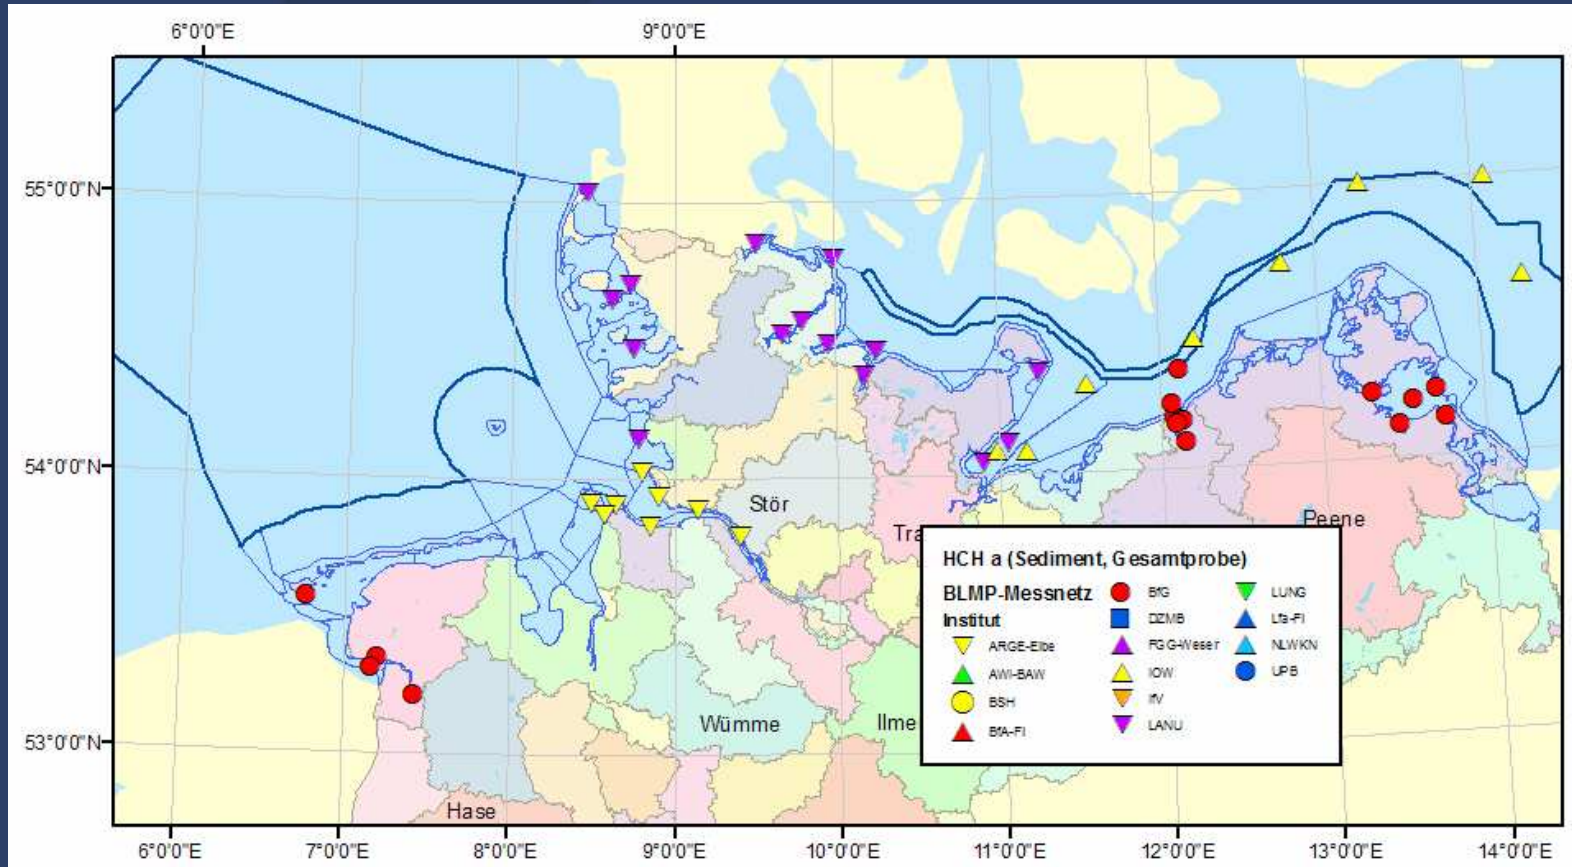 6°0'0"E 9°0'0"E
55°0'0"N
54°0'0"N
53°0'0"N
Stör
Tra
Peene
Wümme
Ilme
Hase
HCH a (Sediment, Gesamtprobe)
BLMP-Messnetz
Institut
ARGE-Elbe
AWI-BAW
BSH
BfA-FI
BfG
DZMB
FGG-Weser
IOW
IfV
LANU
LUNG
Lfa-FI
NLWKN
UPB
6°0'0"E 7°0'0"E 8°0'0"E 9°0'0"E 10°0'0"E 11°0'0"E 12°0'0"E 13°0'0"E 14°0'0"E